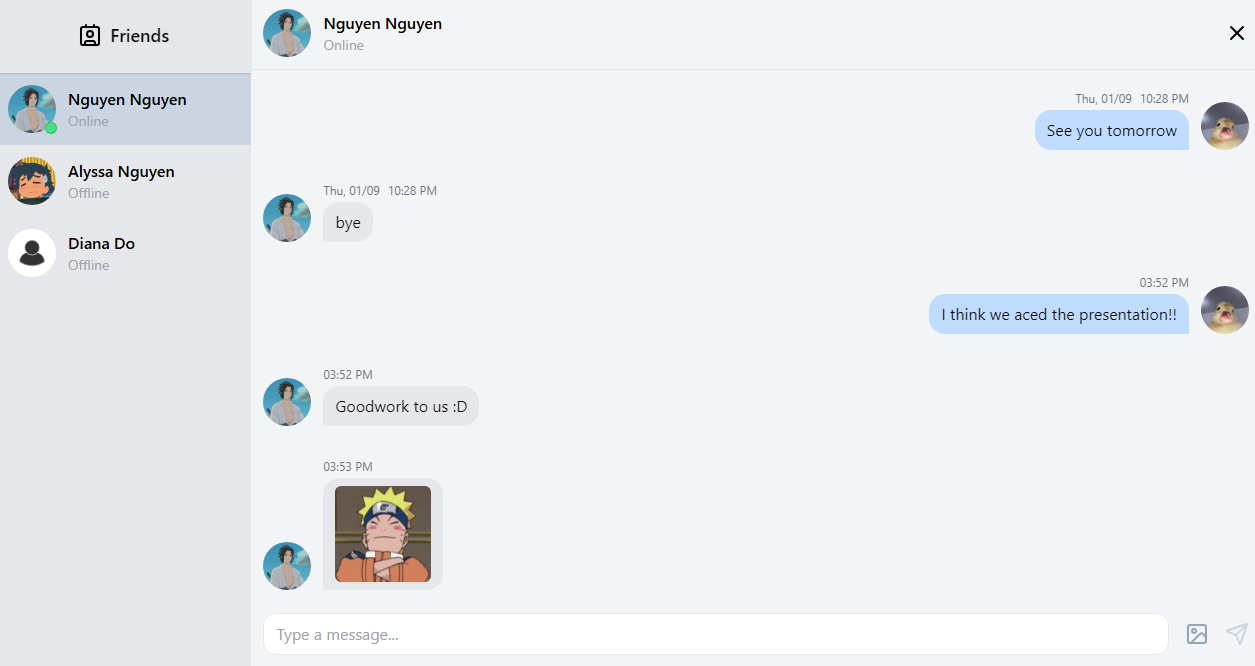 Friends
Nguyen Nguyen
Online
Alyssa Nguyen
Offline
Diana Do
Offline
Nguyen Nguyen
Online
Thu, 01/09 10:28 PM
See you tomorrow
Thu, 01/09 10:28 PM
bye
03:52 PM
I think we aced the presentation!!
03:52 PM
Goodwork to us :D
03:53 PM
Type a message...